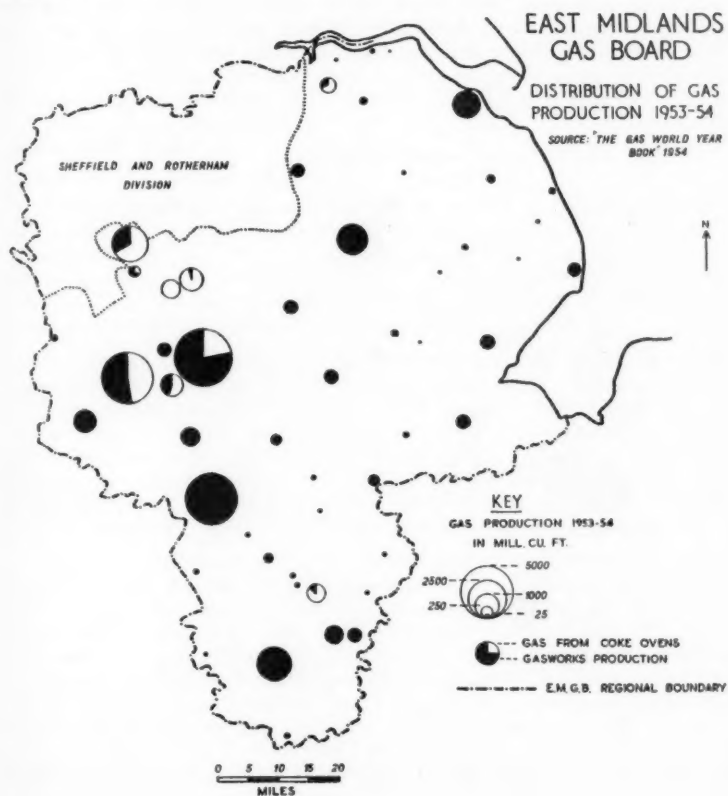 EAST MIDLANDS
GAS BOARD
DISTRIBUTION OF GAS
PRODUCTION 1953-54
SOURCE: "THE GAS WORLD YEAR
BOOK" 1954
SHEFFIELD AND ROTHERHAM
DIVISION
N
KEY
GAS PRODUCTION 1953-54
IN MILL. CU. FT.
5000
2500
1000
250
25
GAS FROM COKE OVENS
GASWORKS PRODUCTION
E.M.G.B. REGIONAL BOUNDARY
0 5 10 15 20
MILES